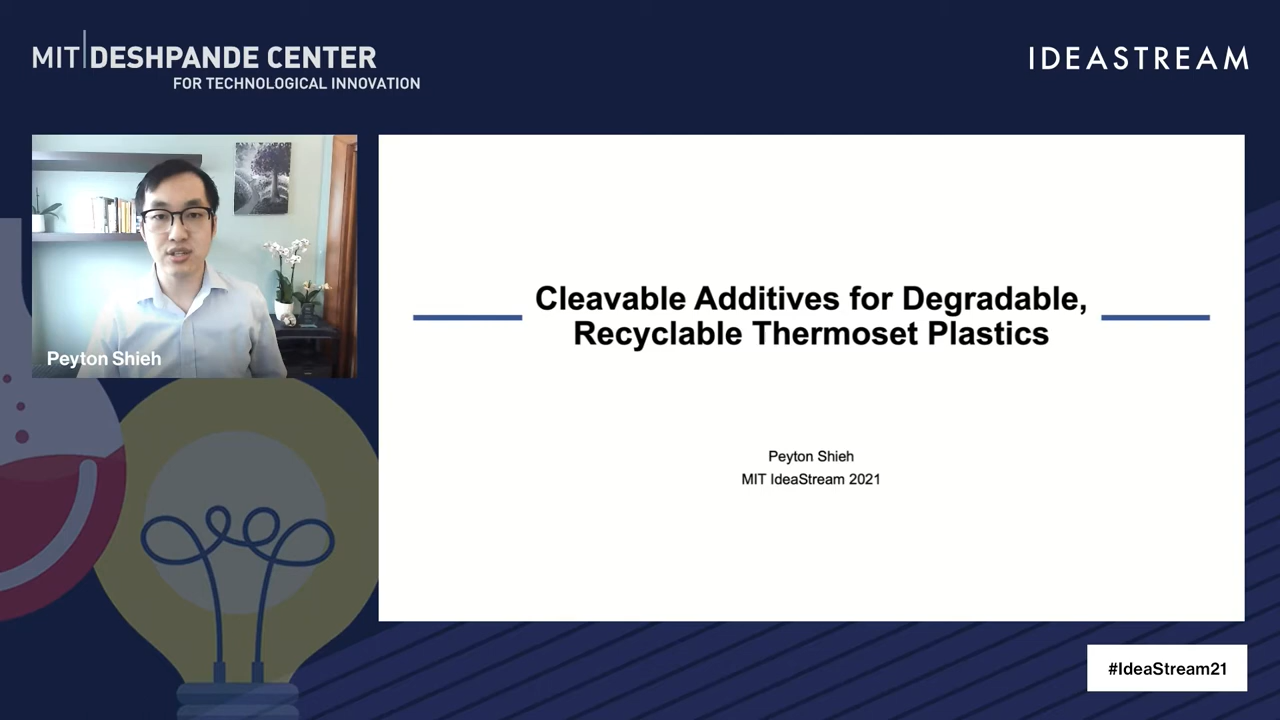 MIT DESHPANDE CENTER
FOR TECHNOLOGICAL INNOVATION
IDEASTREAM
Peyton Shieh
Cleavable Additives for Degradable,
Recyclable Thermoset Plastics
Peyton Shieh
MIT IdeaStream 2021
#IdeaStream21